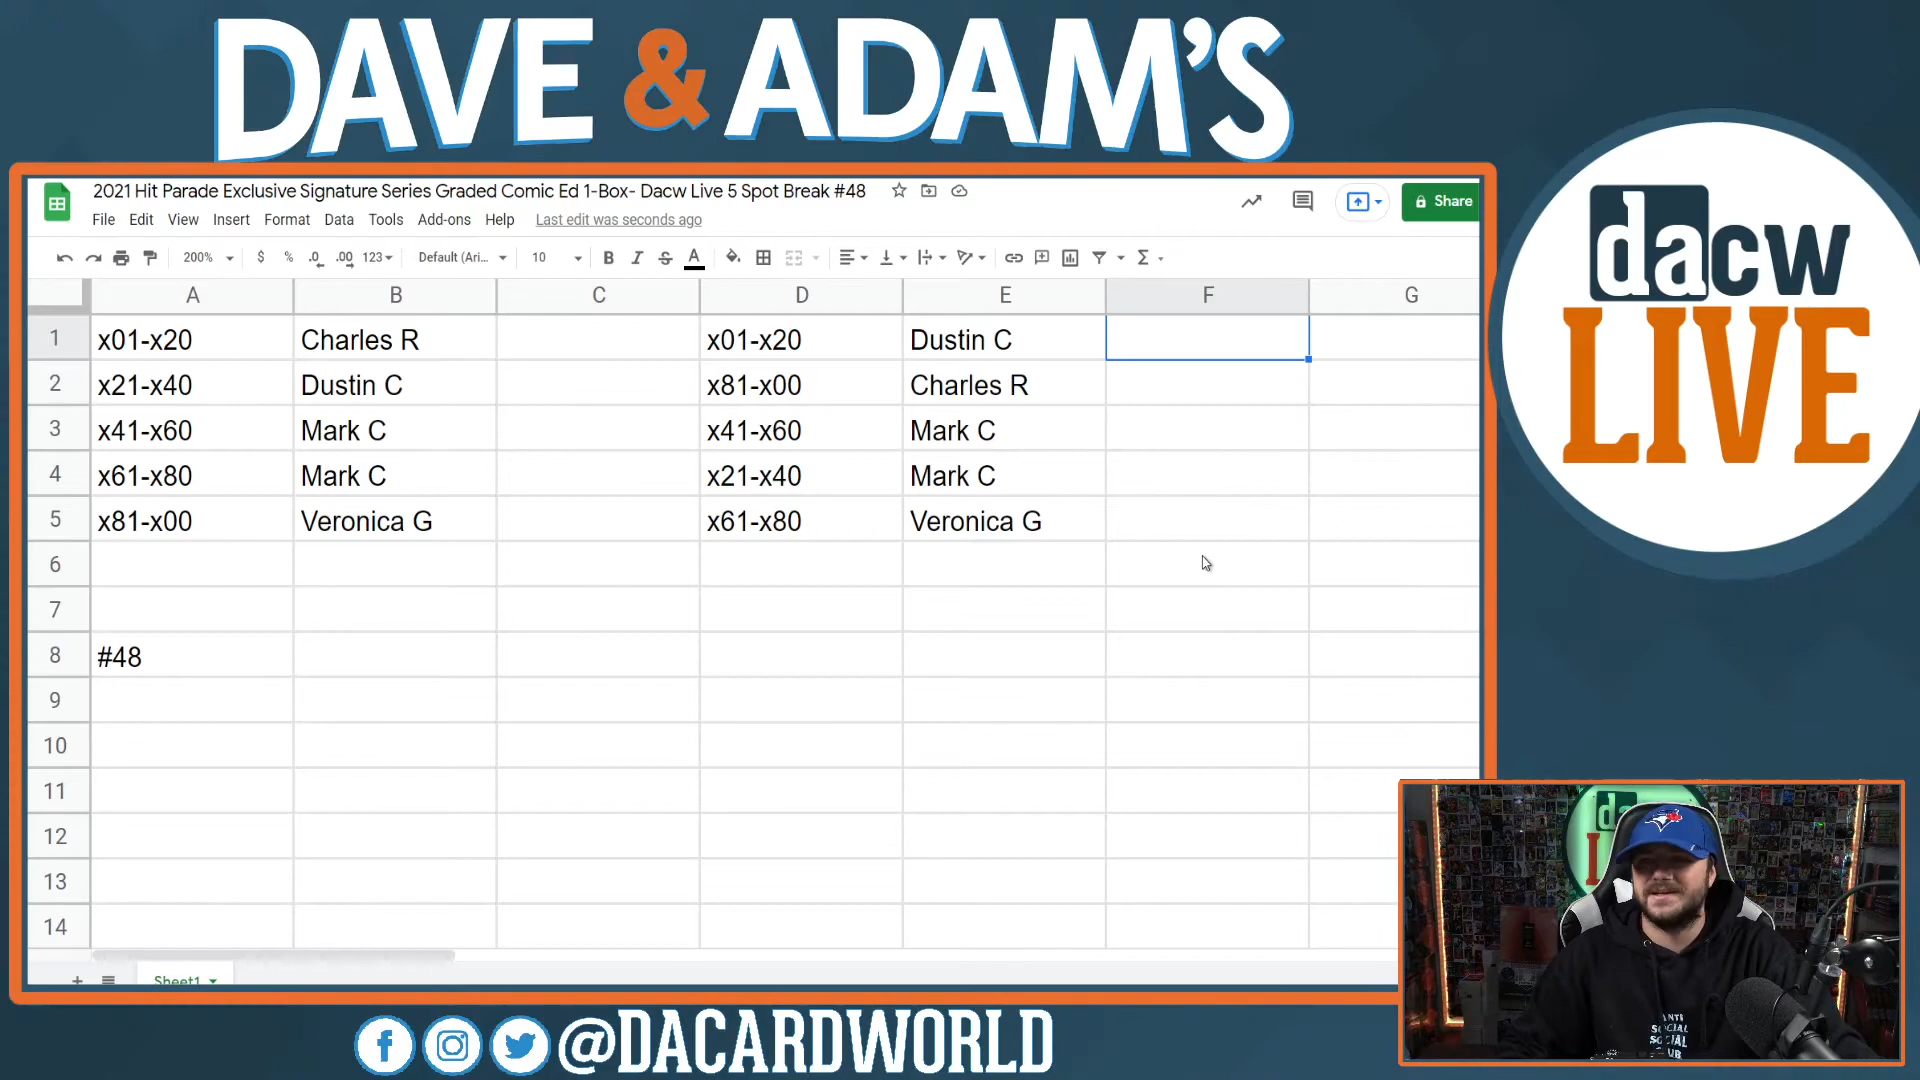 DAVE & ADAM'S
2021 Hit Parade Exclusive Signature Series Graded Comic Ed 1-Box- Dacw Live 5 Spot Break #48
File Edit View Insert Format Data Tools Add-ons Help Last edit was seconds ago
Share
200% $ % .0 .00 123 Default (Ari... 10 B I S A
A B C D E F G
1 x01-x20 Charles R x01-x20 Dustin C
2 x21-x40 Dustin C x81-x00 Charles R
3 x41-x60 Mark C x41-x60 Mark C
4 x61-x80 Mark C x21-x40 Mark C
5 x81-x00 Veronica G x61-x80 Veronica G
6
7
8 #48
9
10
11
12
13
14
Sheet1
dacw
LIVE
ANTI
SOCIAL
SOCIAL
@DACARDWORLD